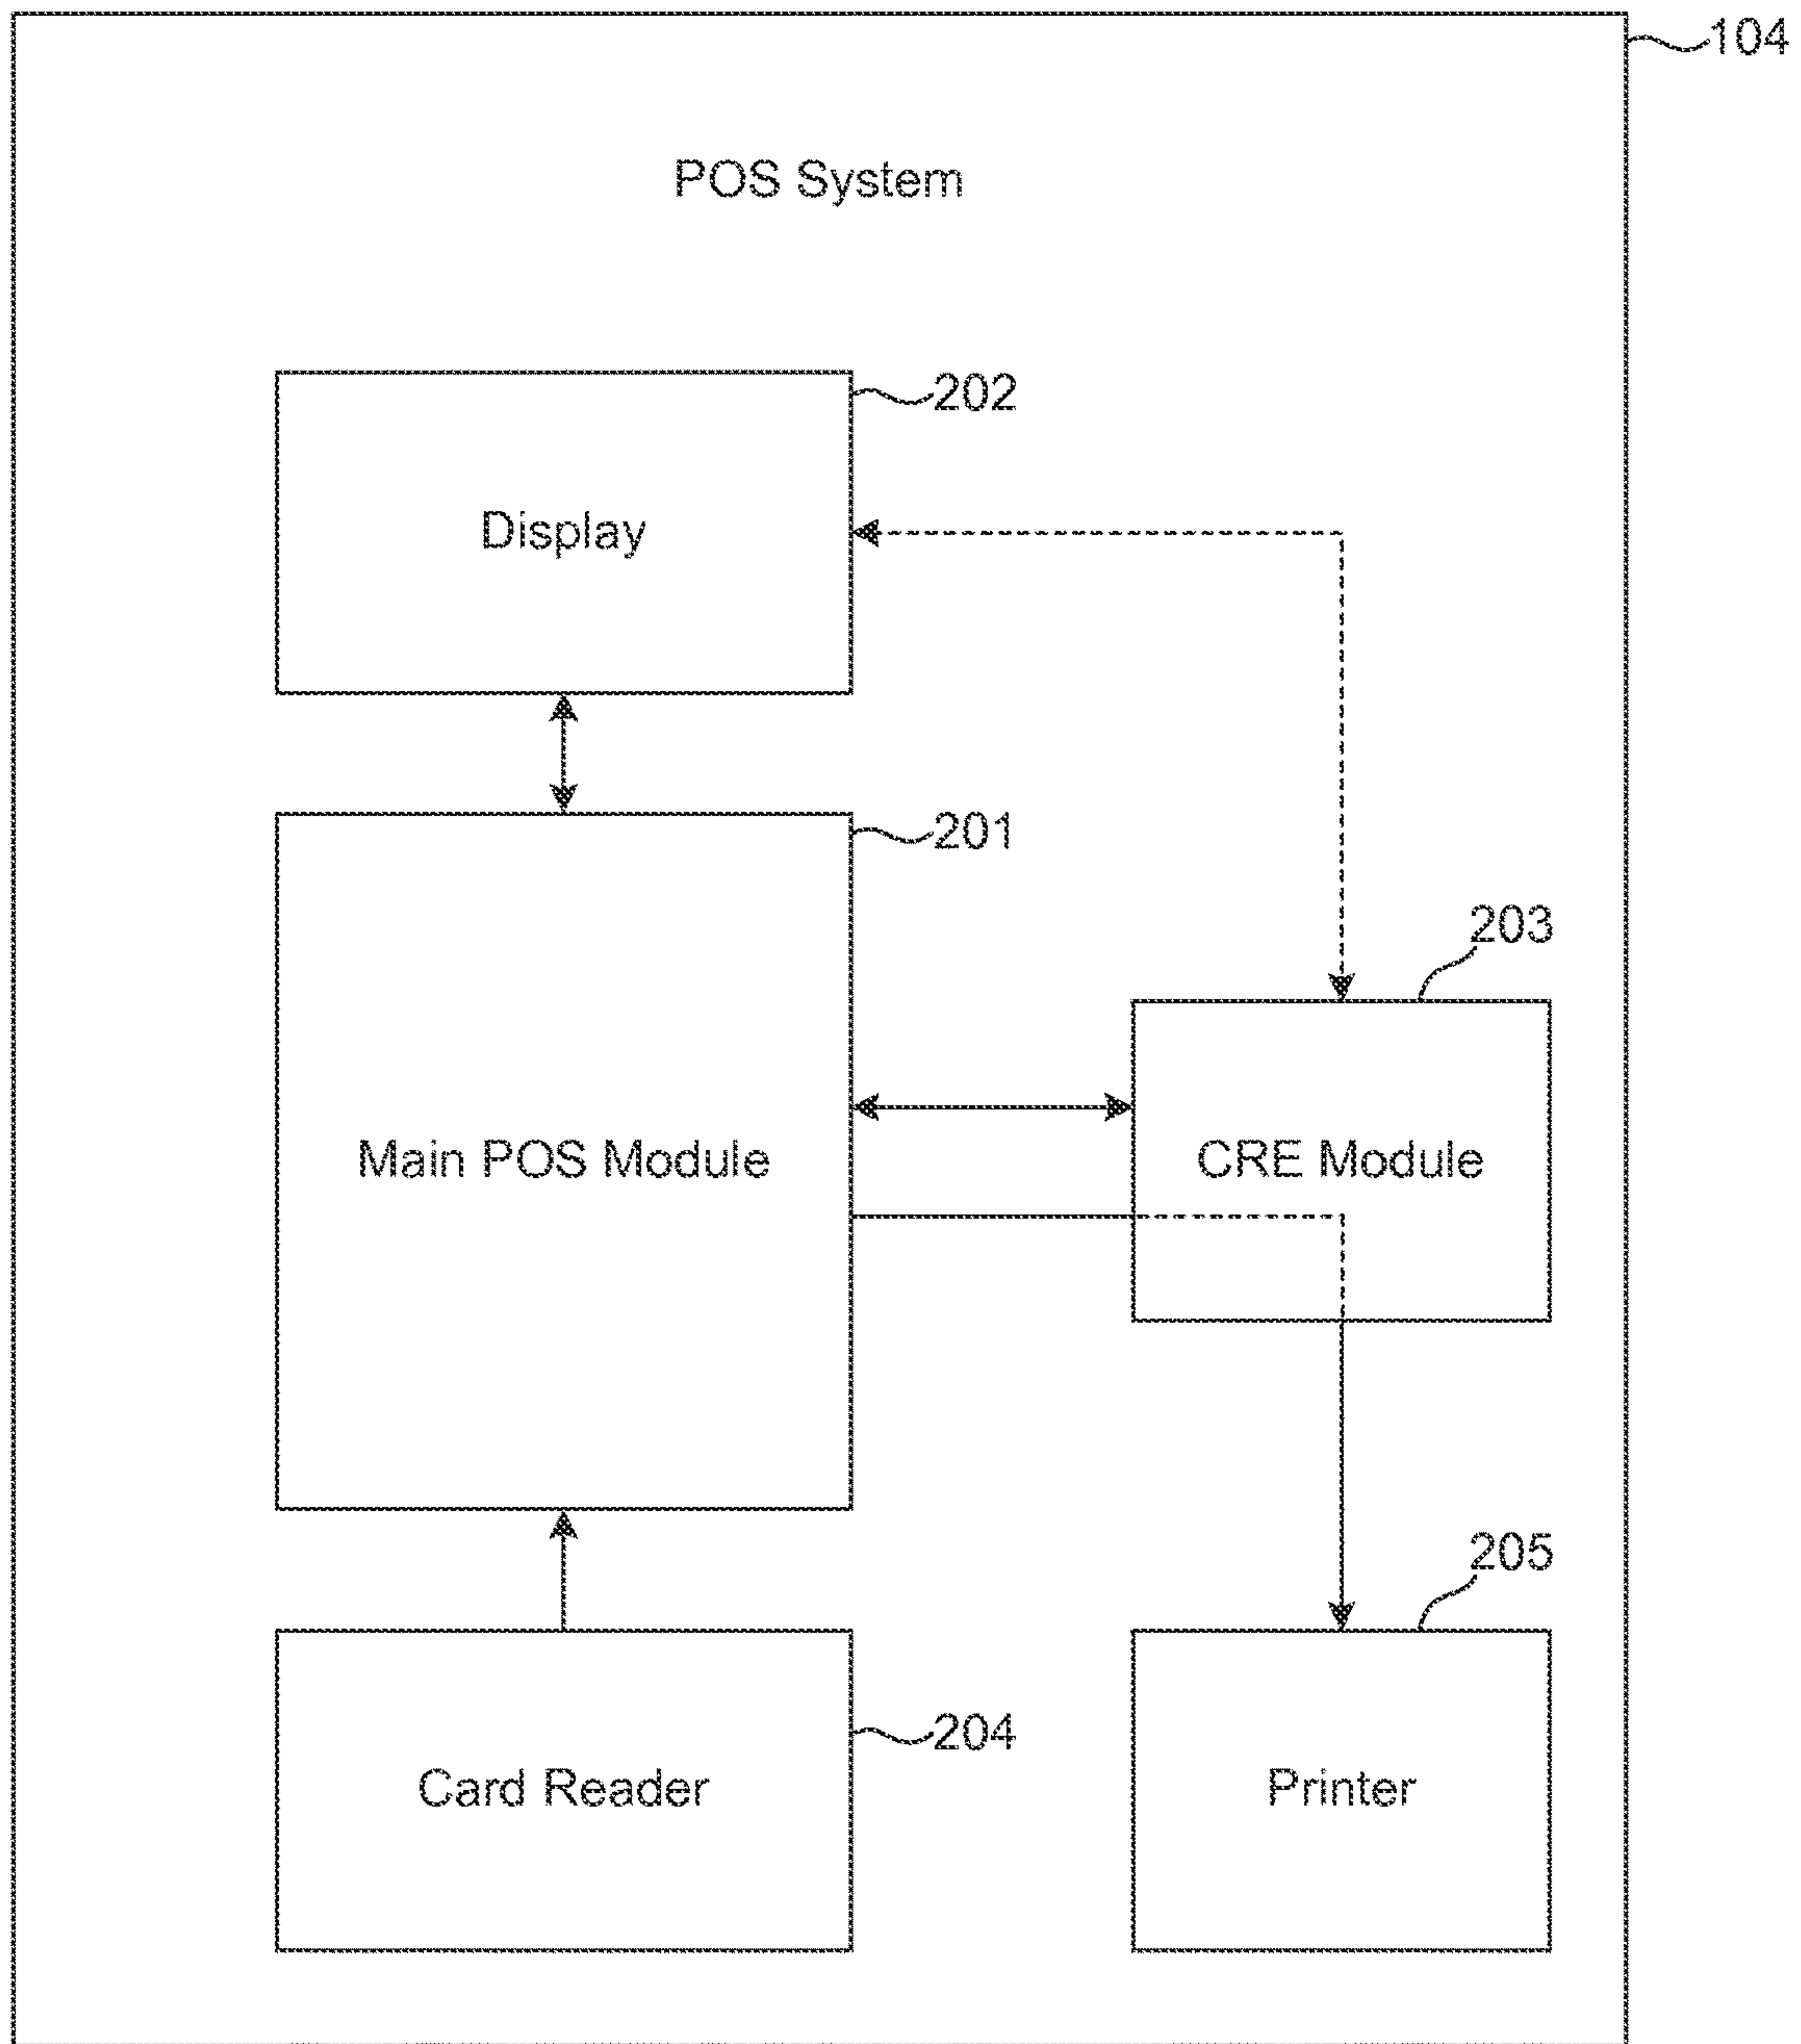 104
POS System
202
Display
201
203
Main POS Module
CRE Module
205
204
Card Reader
Printer